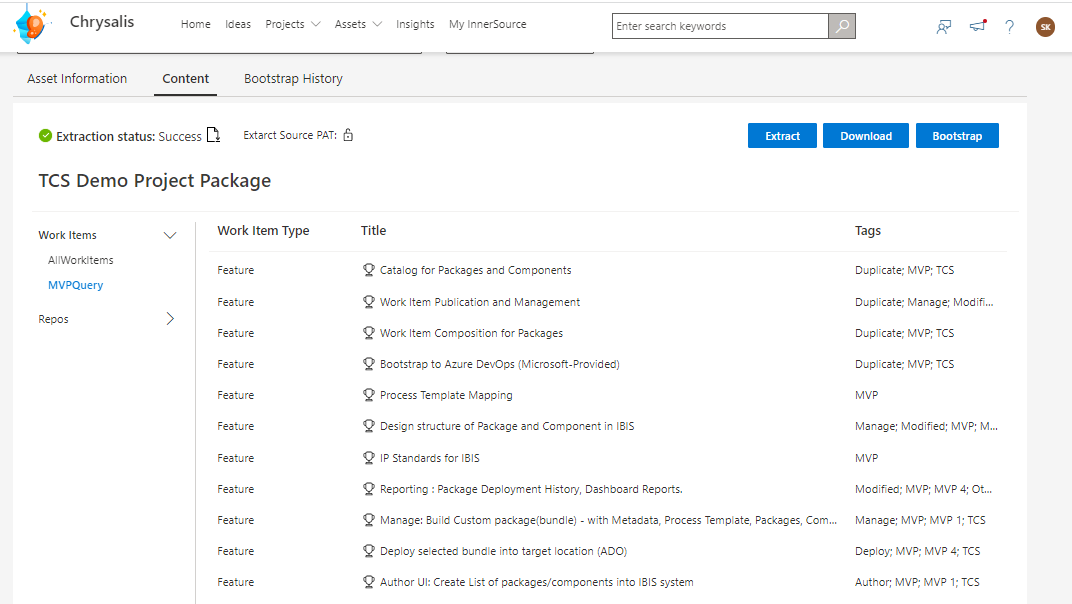 Chrysalis
Home Ideas Projects Assets Insights My InnerSource
Enter search keywords
?
SK
Asset Information Content Bootstrap History
Extraction status: Success
Extarct Source PAT:
Extract Download Bootstrap
TCS Demo Project Package
Work Items
AllWorkItems
MVPQuery
Repos
Work Item Type Title Tags
Feature Catalog for Packages and Components Duplicate; MVP; TCS
Feature Work Item Publication and Management Duplicate; Manage; Modifi...
Feature Work Item Composition for Packages Duplicate; MVP; TCS
Feature Bootstrap to Azure DevOps (Microsoft-Provided) Duplicate; MVP; TCS
Feature Process Template Mapping MVP
Feature Design structure of Package and Component in IBIS Manage; Modified; MVP; M...
Feature IP Standards for IBIS MVP
Feature Reporting : Package Deployment History, Dashboard Reports. Modified; MVP; MVP 4; Ot...
Feature Manage: Build Custom package(bundle) - with Metadata, Process Template, Packages, Com... Manage; MVP; MVP 1; TCS
Feature Deploy selected bundle into target location (ADO) Deploy; MVP; MVP 4; TCS
Feature Author UI: Create List of packages/components into IBIS system Author; MVP; MVP 1; TCS